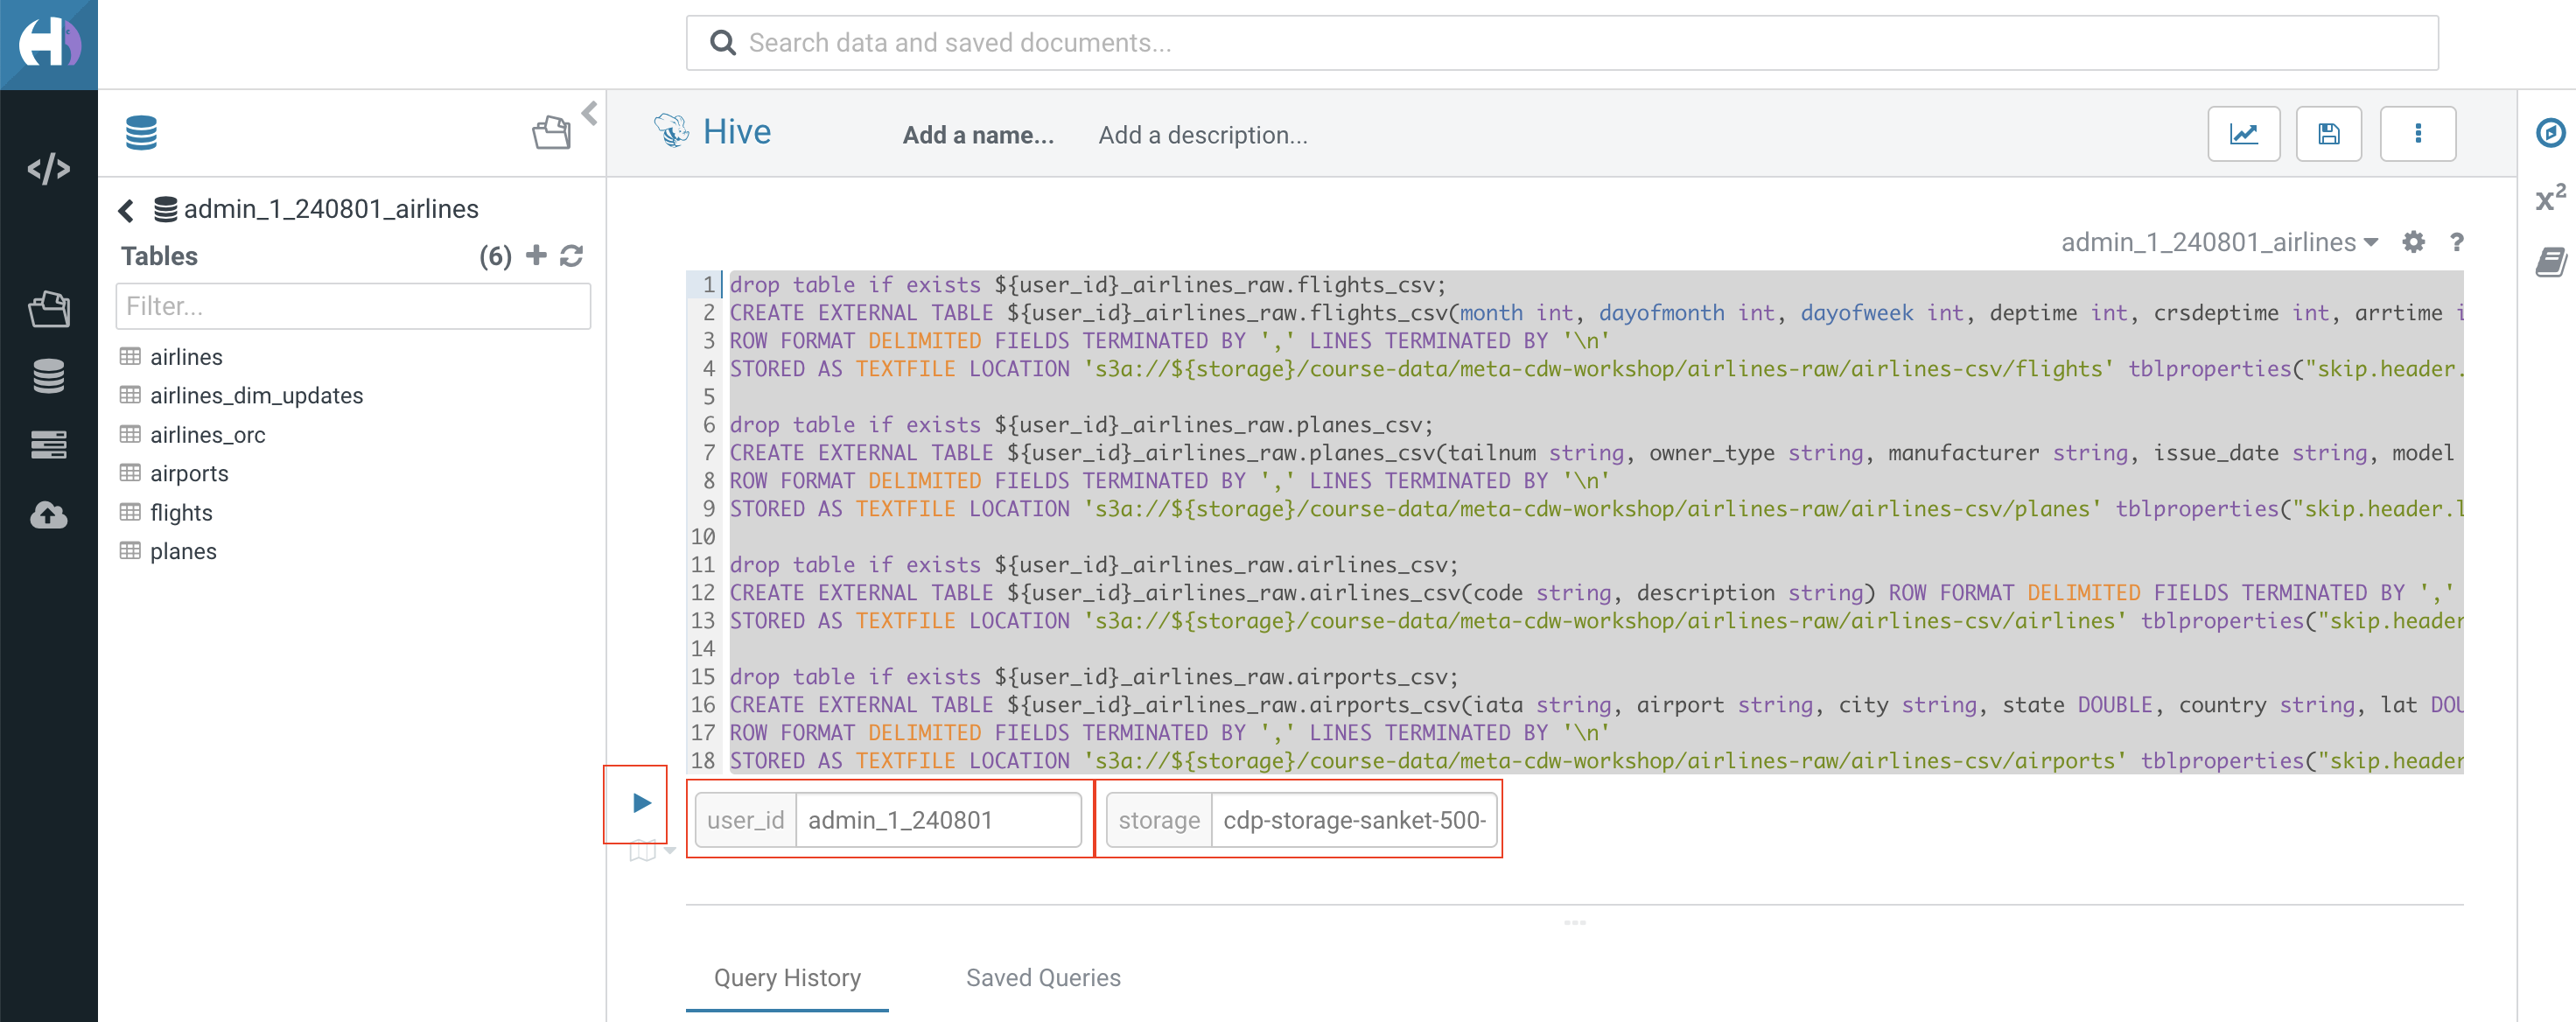 Search data and saved documents...
Hive
Add a name...
Add a description...
admin_1_240801_airlines
Tables
(6)
Filter...
airlines
airlines_dim_updates
airlines_orc
airports
flights
planes
admin_1_240801_airlines
?
x2
1 drop table if exists ${user_id}_airlines_raw.flights_csv;
2 CREATE EXTERNAL TABLE ${user_id}_airlines_raw.flights_csv(month int, dayofmonth int, dayofweek int, deptime int, crsdeptime int, arrtime i
3 ROW FORMAT DELIMITED FIELDS TERMINATED BY ',' LINES TERMINATED BY '\n'
4 STORED AS TEXTFILE LOCATION 's3a://${storage}/course-data/meta-cdw-workshop/airlines-raw/airlines-csv/flights' tblproperties("skip.header.
5
6 drop table if exists ${user_id}_airlines_raw.planes_csv;
7 CREATE EXTERNAL TABLE ${user_id}_airlines_raw.planes_csv(tailnum string, owner_type string, manufacturer string, issue_date string, model
8 ROW FORMAT DELIMITED FIELDS TERMINATED BY ',' LINES TERMINATED BY '\n'
9 STORED AS TEXTFILE LOCATION 's3a://${storage}/course-data/meta-cdw-workshop/airlines-raw/airlines-csv/planes' tblproperties("skip.header.l
10
11 drop table if exists ${user_id}_airlines_raw.airlines_csv;
12 CREATE EXTERNAL TABLE ${user_id}_airlines_raw.airlines_csv(code string, description string) ROW FORMAT DELIMITED FIELDS TERMINATED BY ','
13 STORED AS TEXTFILE LOCATION 's3a://${storage}/course-data/meta-cdw-workshop/airlines-raw/airlines-csv/airlines' tblproperties("skip.header
14
15 drop table if exists ${user_id}_airlines_raw.airports_csv;
16 CREATE EXTERNAL TABLE ${user_id}_airlines_raw.airports_csv(iata string, airport string, city string, state DOUBLE, country string, lat DOU
17 ROW FORMAT DELIMITED FIELDS TERMINATED BY ',' LINES TERMINATED BY '\n'
18 STORED AS TEXTFILE LOCATION 's3a://${storage}/course-data/meta-cdw-workshop/airlines-raw/airlines-csv/airports' tblproperties("skip.header
user_id admin_1_240801
storage cdp-storage-sanket-500-
Query History
Saved Queries